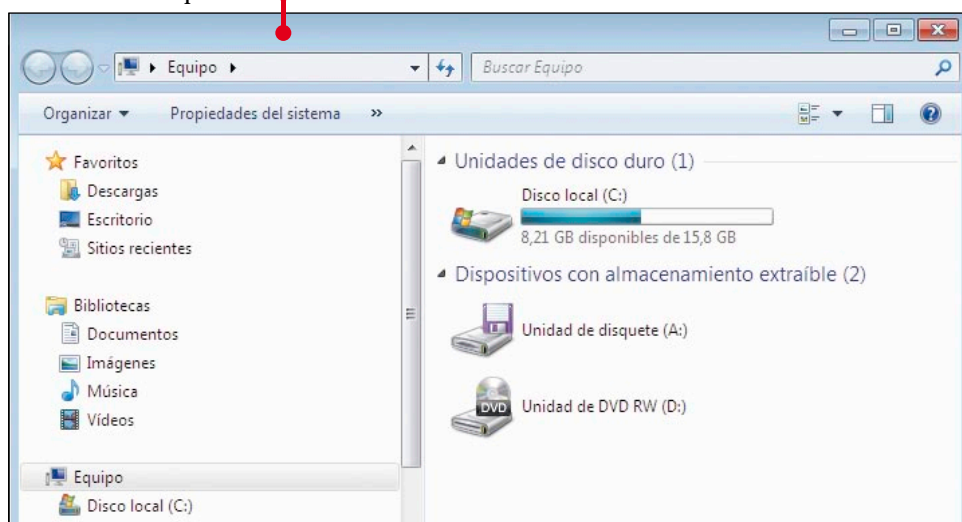 Equipo
Buscar Equipo
Organizar
Propiedades del sistema
»
Favoritos
Descargas
Escritorio
Sitios recientes
Bibliotecas
Documentos
Imágenes
Música
Vídeos
Equipo
Disco local (C:)
Unidades de disco duro (1)
Disco local (C:)
8,21 GB disponibles de 15,8 GB
Dispositivos con almacenamiento extraíble (2)
Unidad de disquete (A:)
DVD
Unidad de DVD RW (D:)